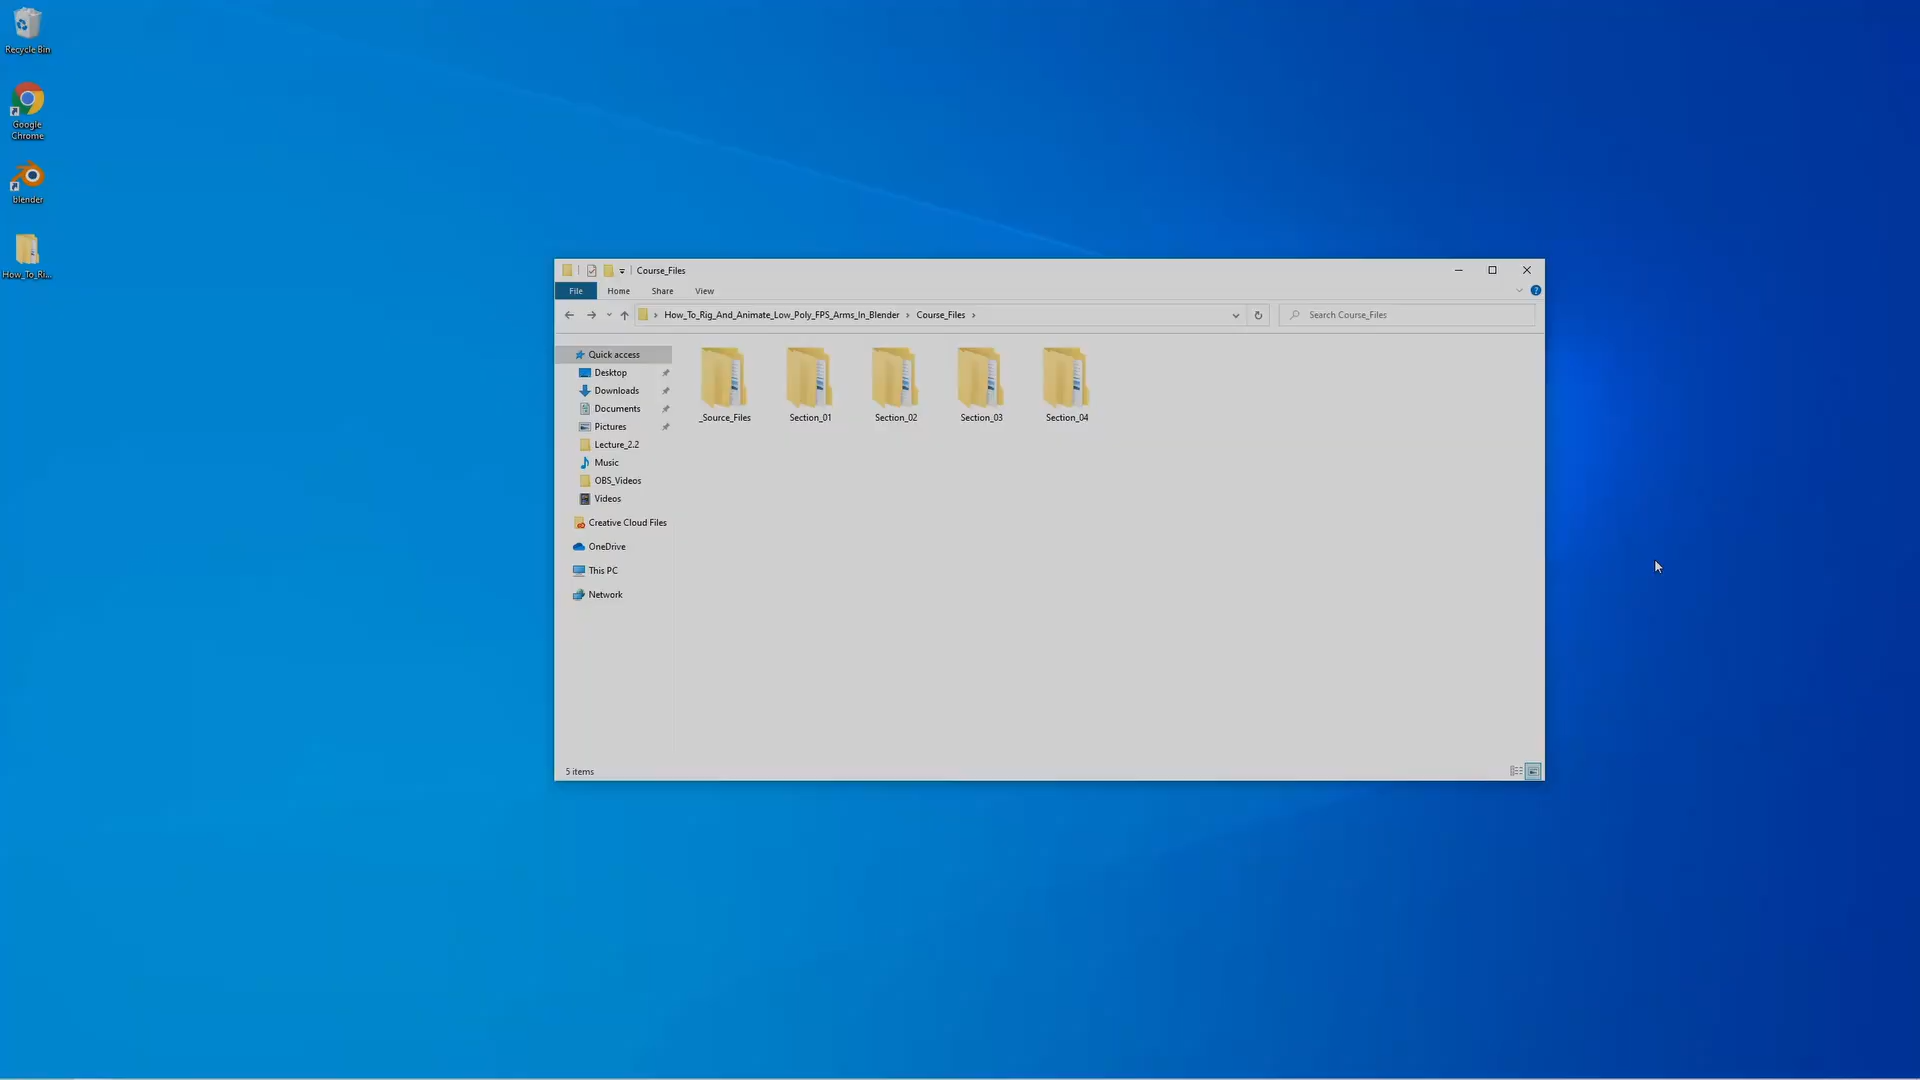 Recycle Bin
Google
Chrome
blender
How_To_Ri...
Course_Files
File Home Share View
How_To_Rig_And_Animate_Low_Poly_FPS_Arms_In_Blender Course_Files
Search Course_Files
Quick access
Desktop
Downloads
Documents
Pictures
Lecture_2.2
Music
OBS_Videos
Videos
Creative Cloud Files
OneDrive
This PC
Network
_Source_Files
Section_01
Section_02
Section_03
Section_04
5 items